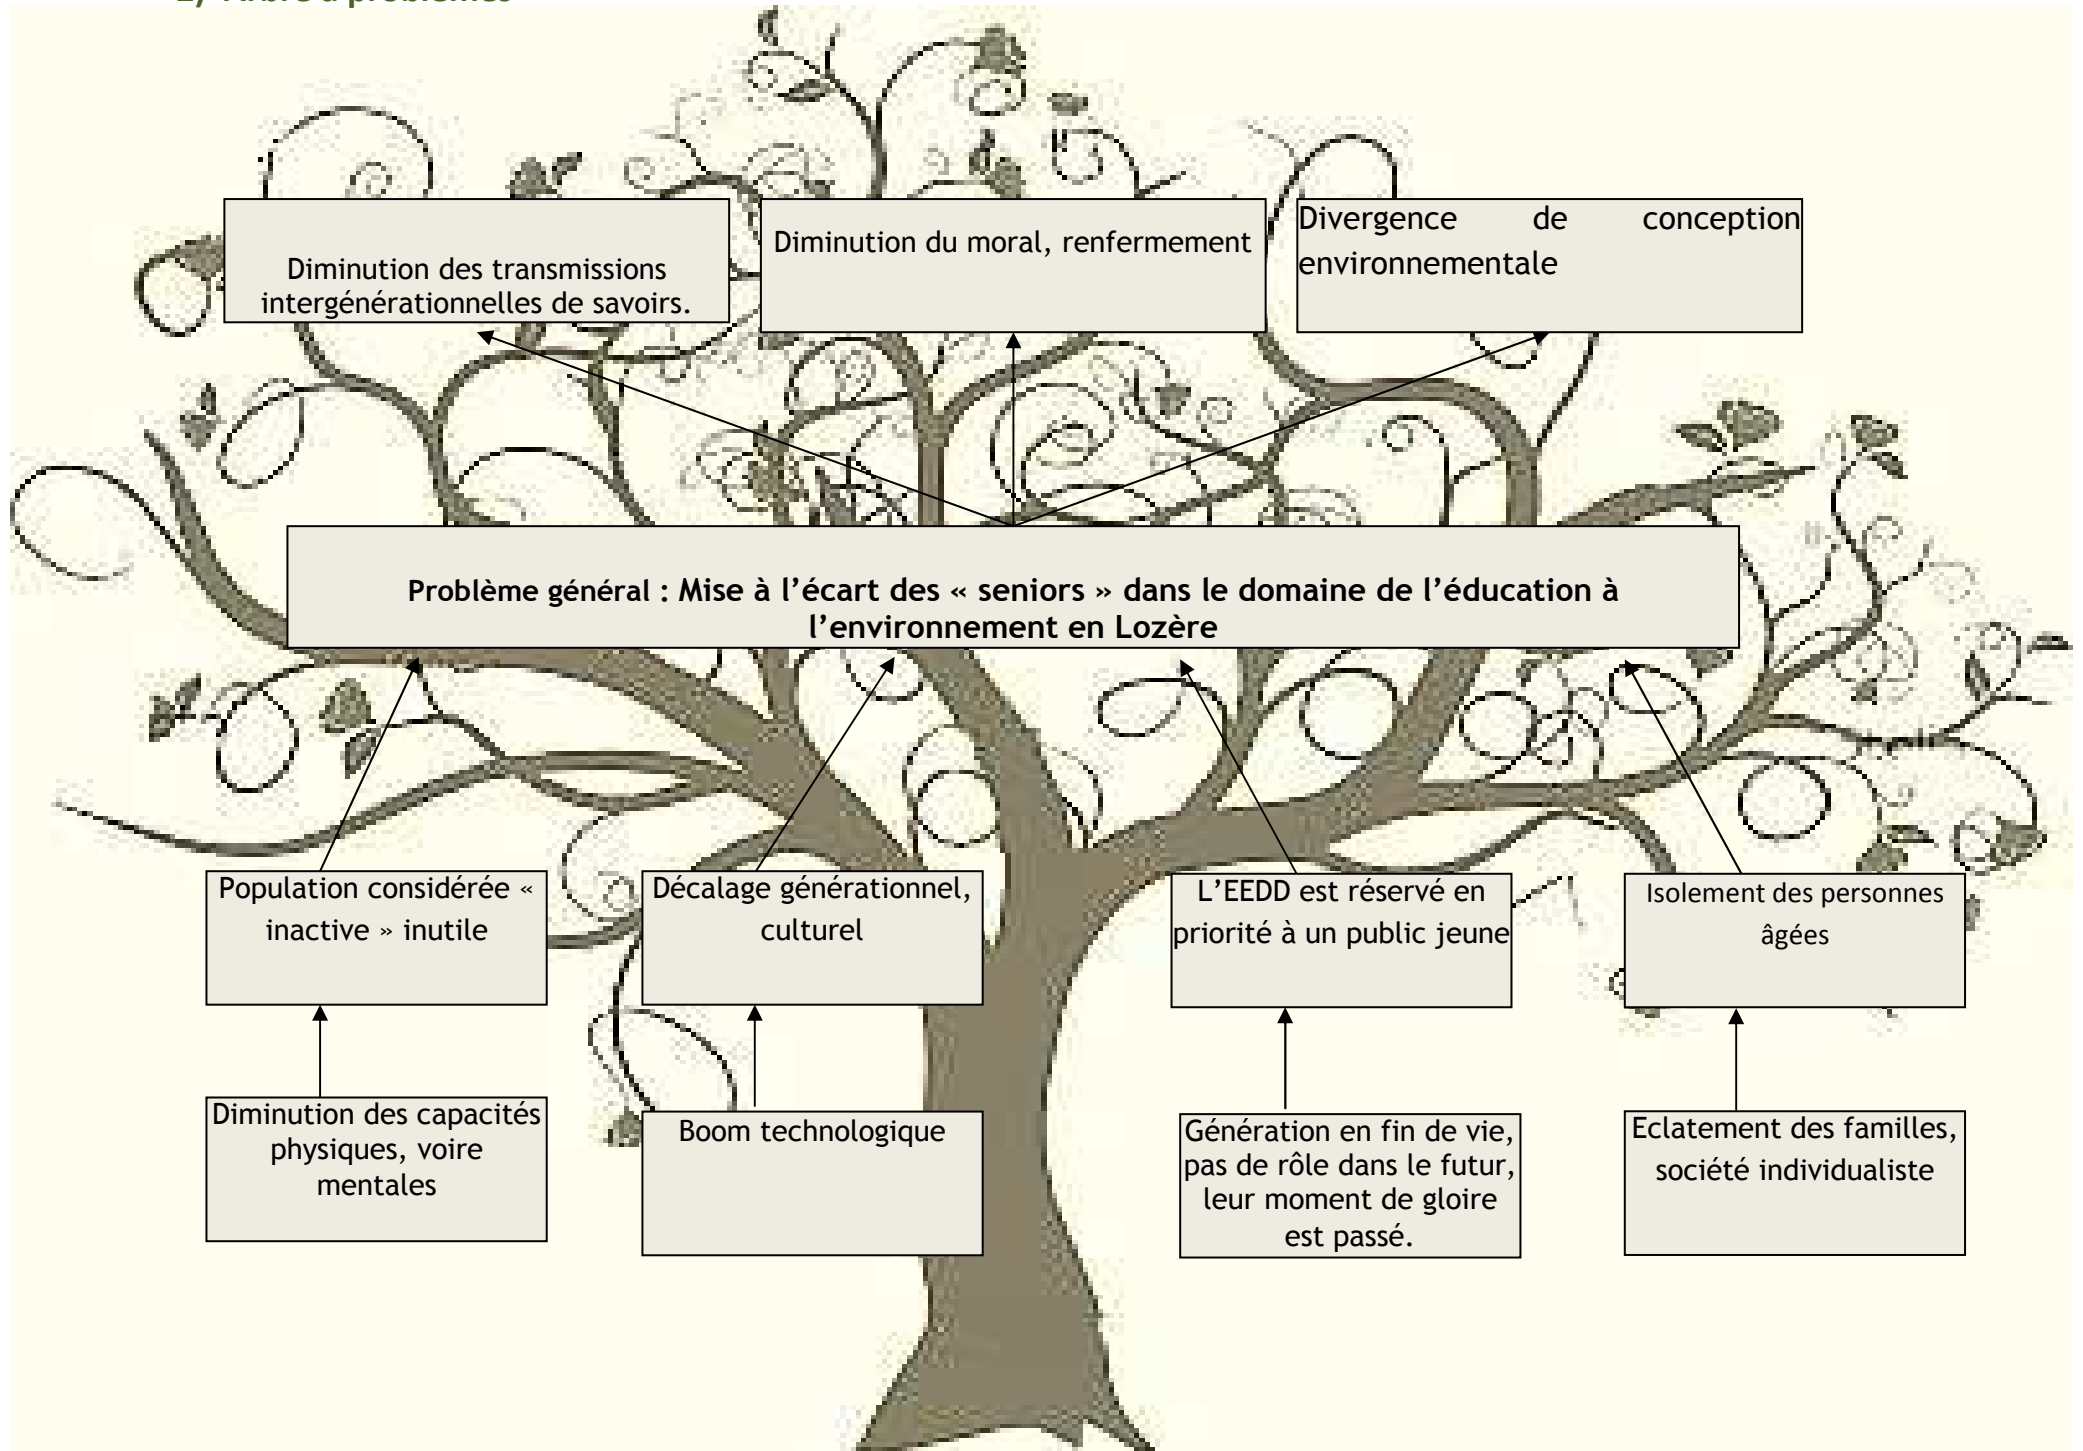 2) Arbre à problèmes
Diminution des transmissions
intergénérationnelles de savoirs.
Diminution du moral, renfermement
Divergence de conception
environnementale
Problème général : Mise à l’écart des « seniors » dans le domaine de l’éducation à
l’environnement en Lozère
Population considérée «
inactive » inutile
Décalage générationnel,
culturel
L’EEDD est réservé en
priorité à un public jeune
Isolement des personnes
âgées
Diminution des capacités
physiques, voire
mentales
Boom technologique
Génération en fin de vie,
pas de rôle dans le futur,
leur moment de gloire
est passé.
Eclatement des familles,
société individualiste